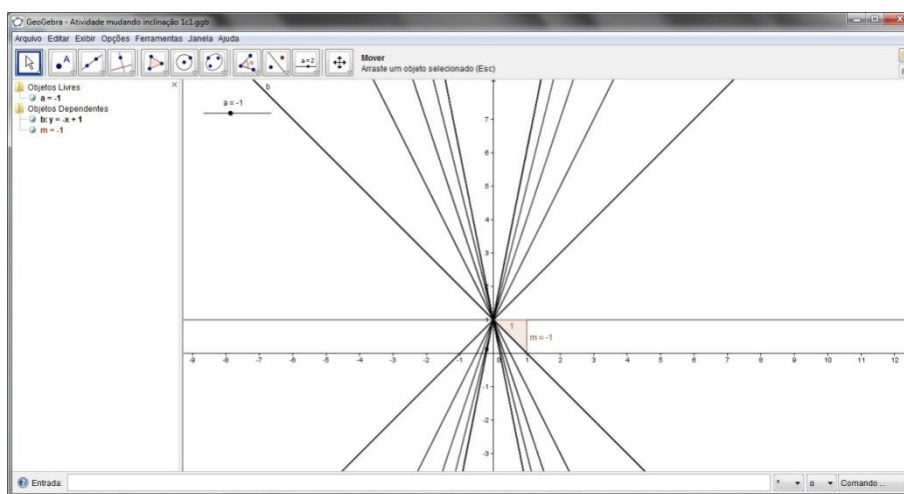 GeoGebra - Atividade mudando inclinação 1c1.ggb
Arquivo Editar Exibir Opções Ferramentas Janela Ajuda
A
a=2
Mover
Arraste um objeto selecionado (Esc)
Objetos Livres
a = -1
Objetos Dependentes
b: y = -x + 1
m = -1
a = -1
b
7
6
5
4
3
2
1
1
m = -1
-9 -8 -7 -6 -5 -4 -3 -2 -1 0 1 2 3 4 5 6 7 8 9 10 11 12
-1
-2
-3
Entrada:
α
Comando ...